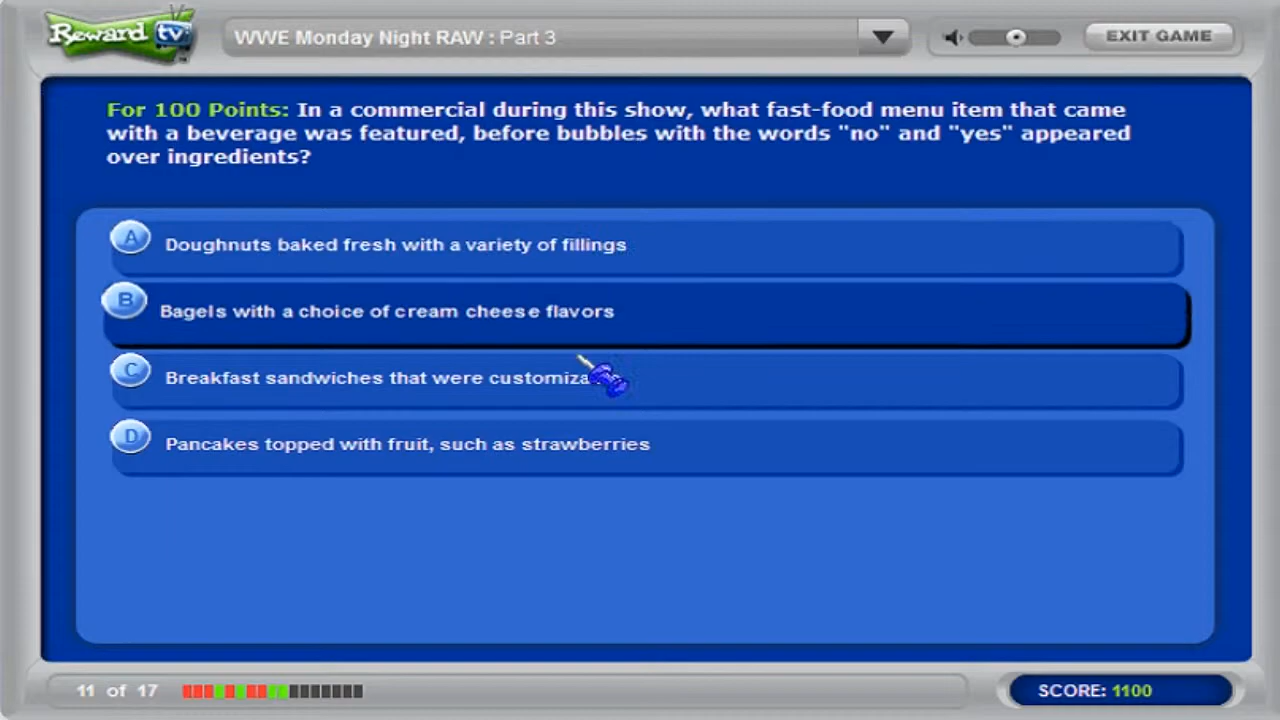 Reward tv
WWE Monday Night RAW : Part 3
EXIT GAME
For 100 Points: In a commercial during this show, what fast-food menu item that came
with a beverage was featured, before bubbles with the words "no" and "yes" appeared
over ingredients?
A Doughnuts baked fresh with a variety of fillings
B Bagels with a choice of cream cheese flavors
C Breakfast sandwiches that were
D Pancakes topped with fruit, such as strawberries
11 of 17
SCORE: 1100